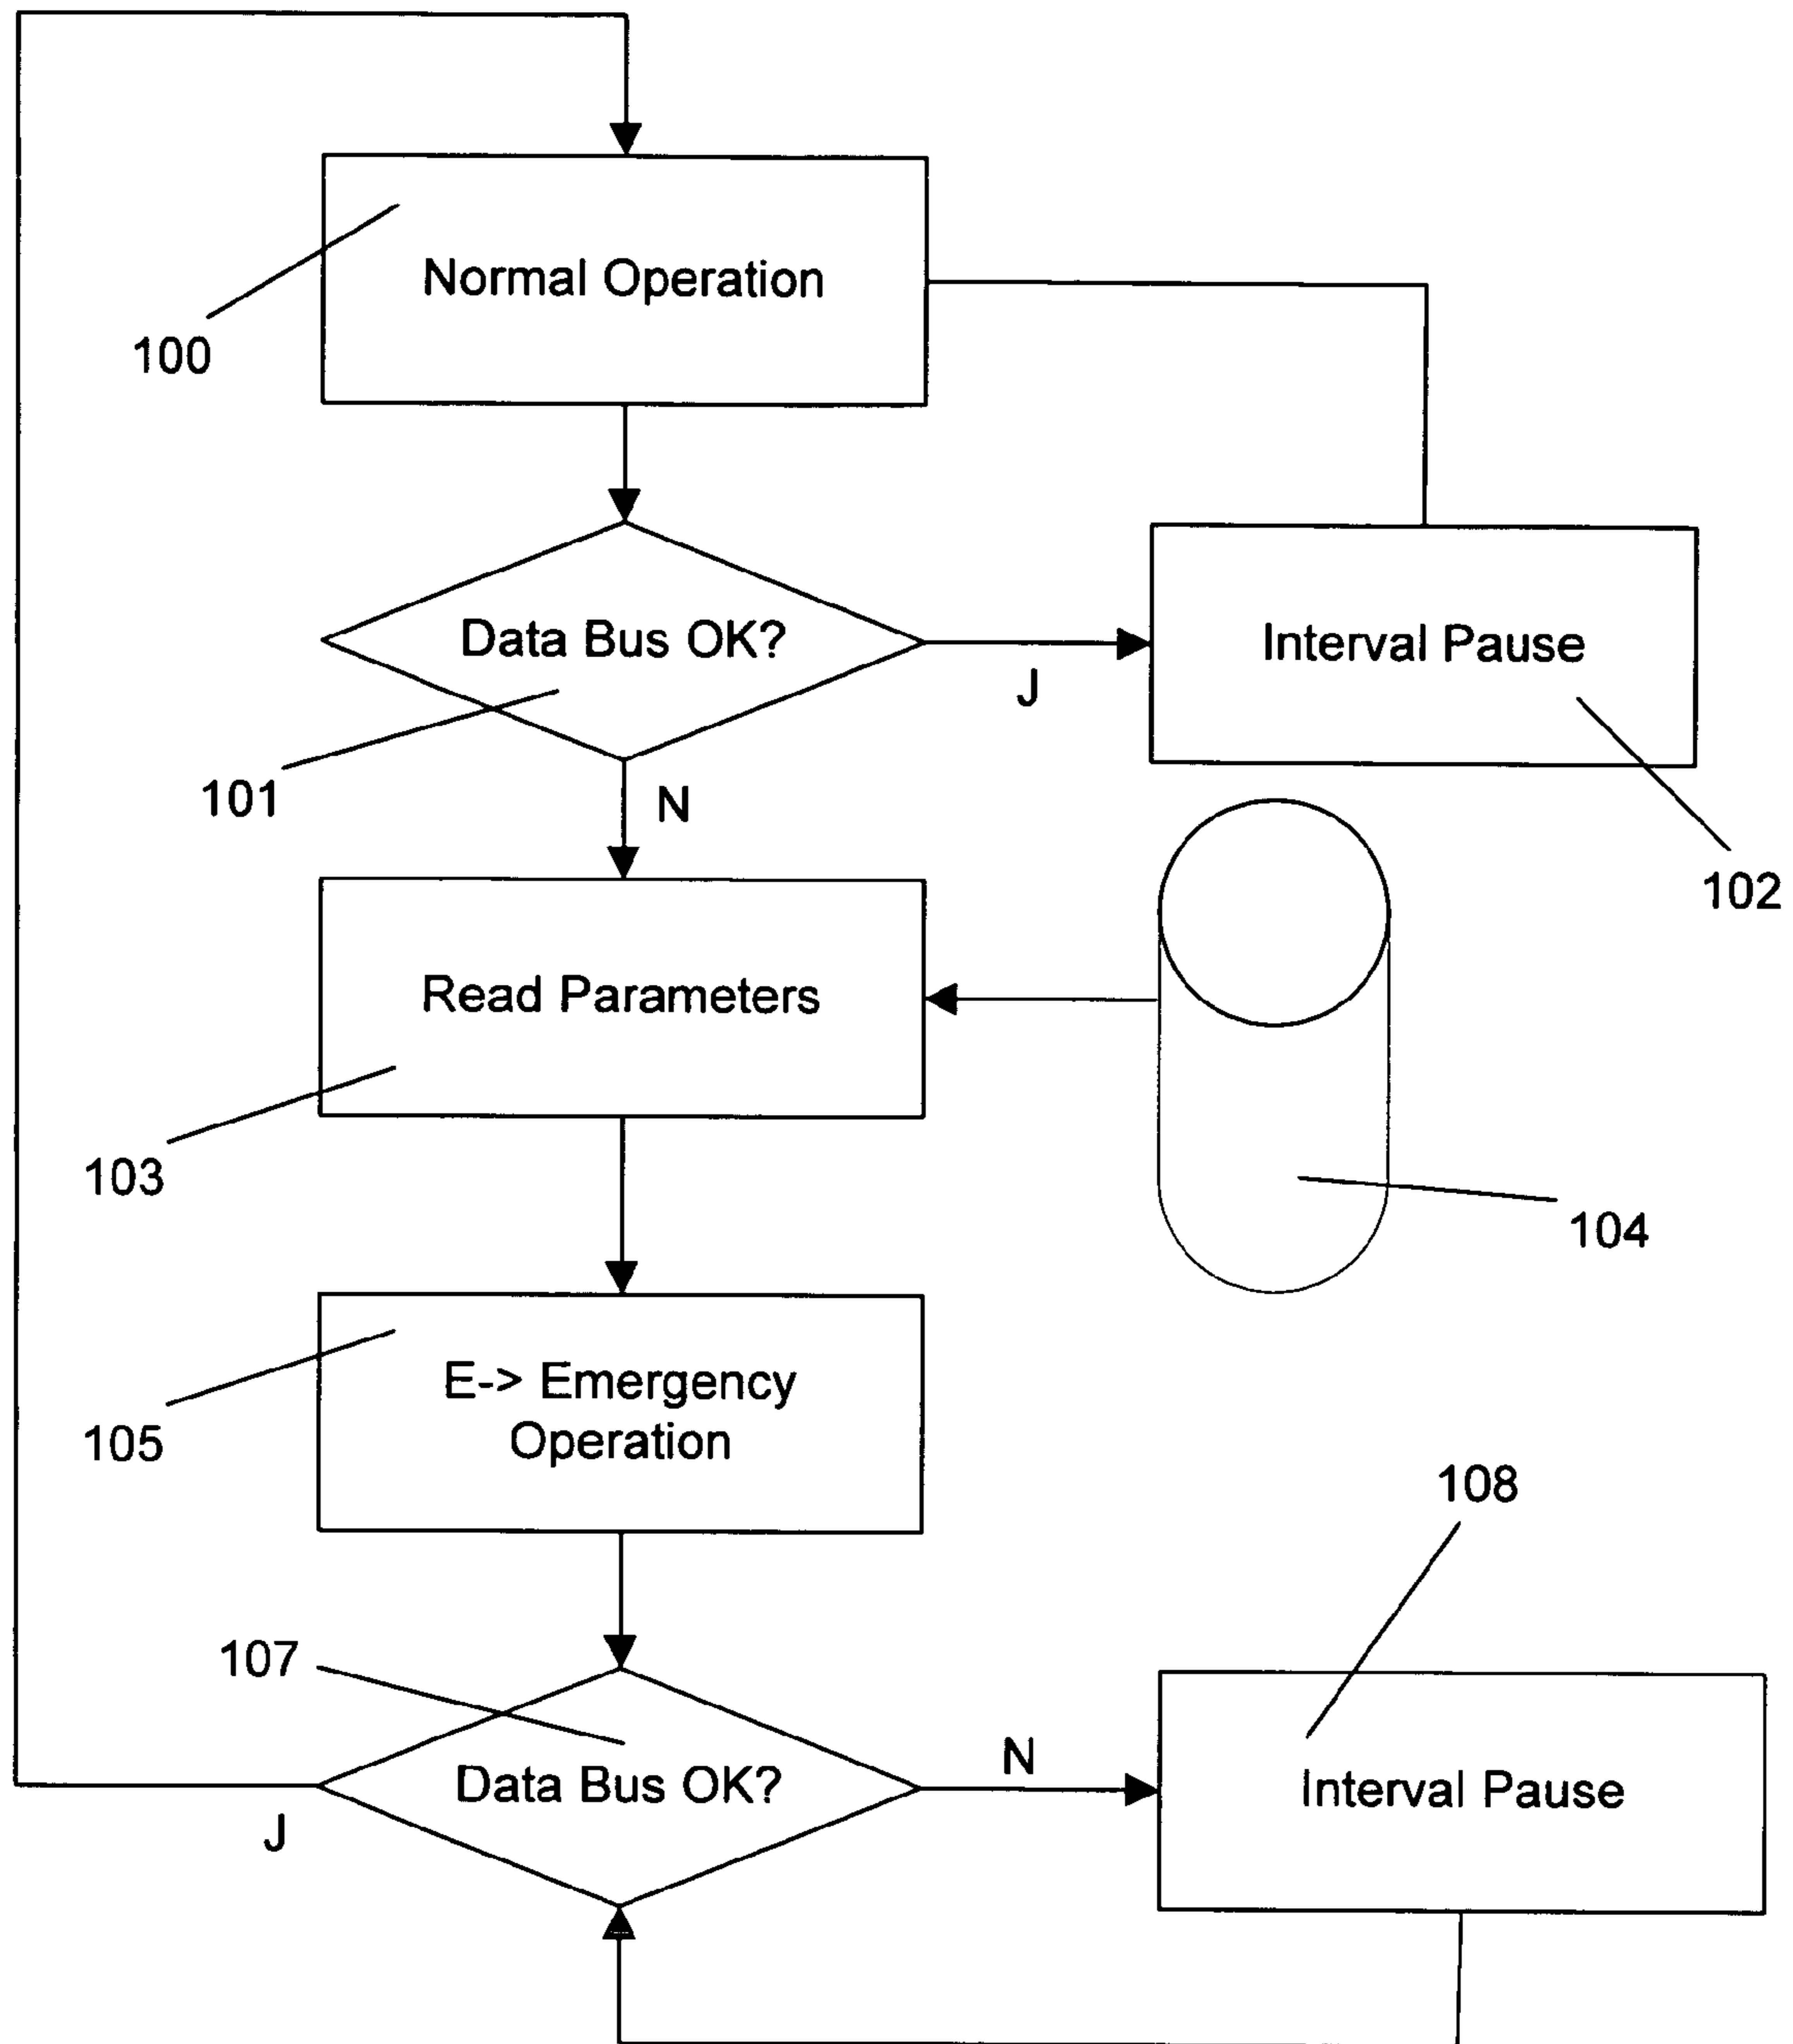 Normal Operation
100
Data Bus OK?
J
Interval Pause
101
N
102
Read Parameters
103
104
E-> Emergency
Operation
105
108
107
Data Bus OK?
N
Interval Pause
J